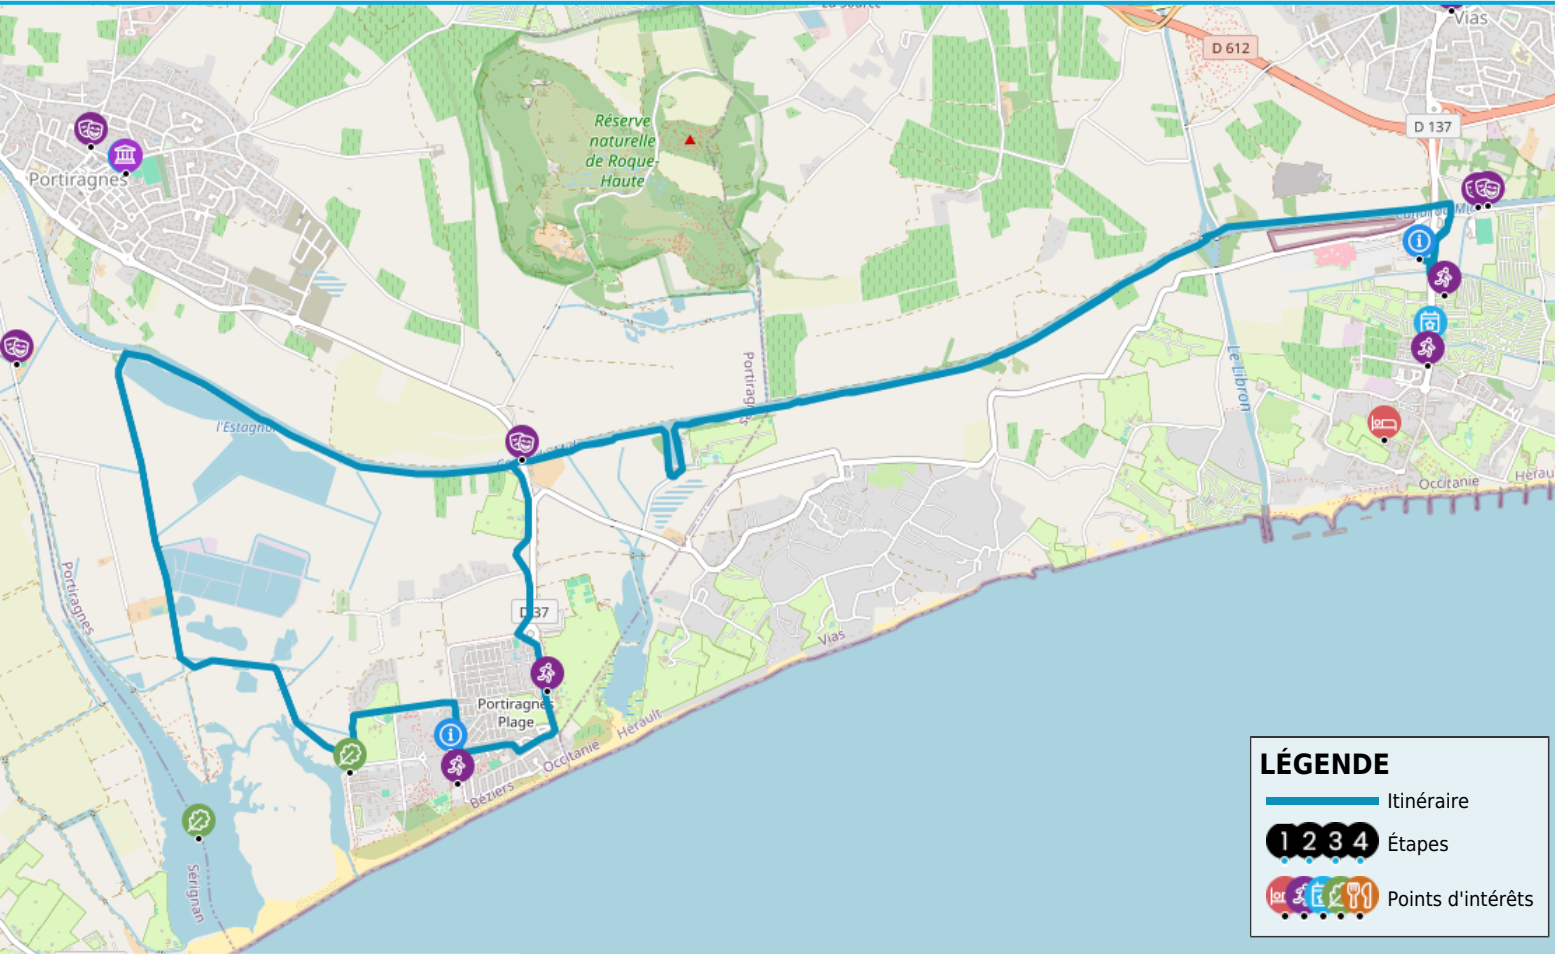 Vias
D 612
D 137
Réserve
naturelle
de Roque-
Haute
Portiragnes
Le Libron
l'Estagnol
Portiragnes
Occitanie
Hérau
Portiragnes
D 37
Vias
Portiragnes
Plage
Hérault
Occitanie
Béziers
Sérignan
LÉGENDE
Itinéraire
1 2 3 4 Étapes
Points d'intérêts